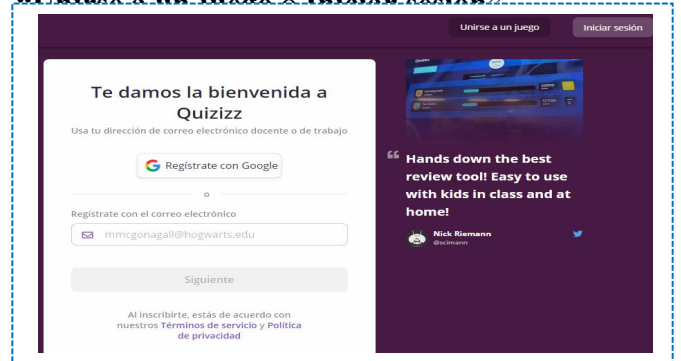 Unirse a un juego
Iniciar sesión
Te damos la bienvenida a
Quizizz
Usa tu dirección de correo electrónico docente o de trabajo
Regístrate con Google
o
Regístrate con el correo electrónico
mmcgonagall@hogwarts.edu
Siguiente
Al inscribirte, estás de acuerdo con
nuestros Términos de servicio y Política
de privacidad
“ Hands down the best
review tool! Easy to use
with kids in class and at
home!
Nick Riemann
@scimann